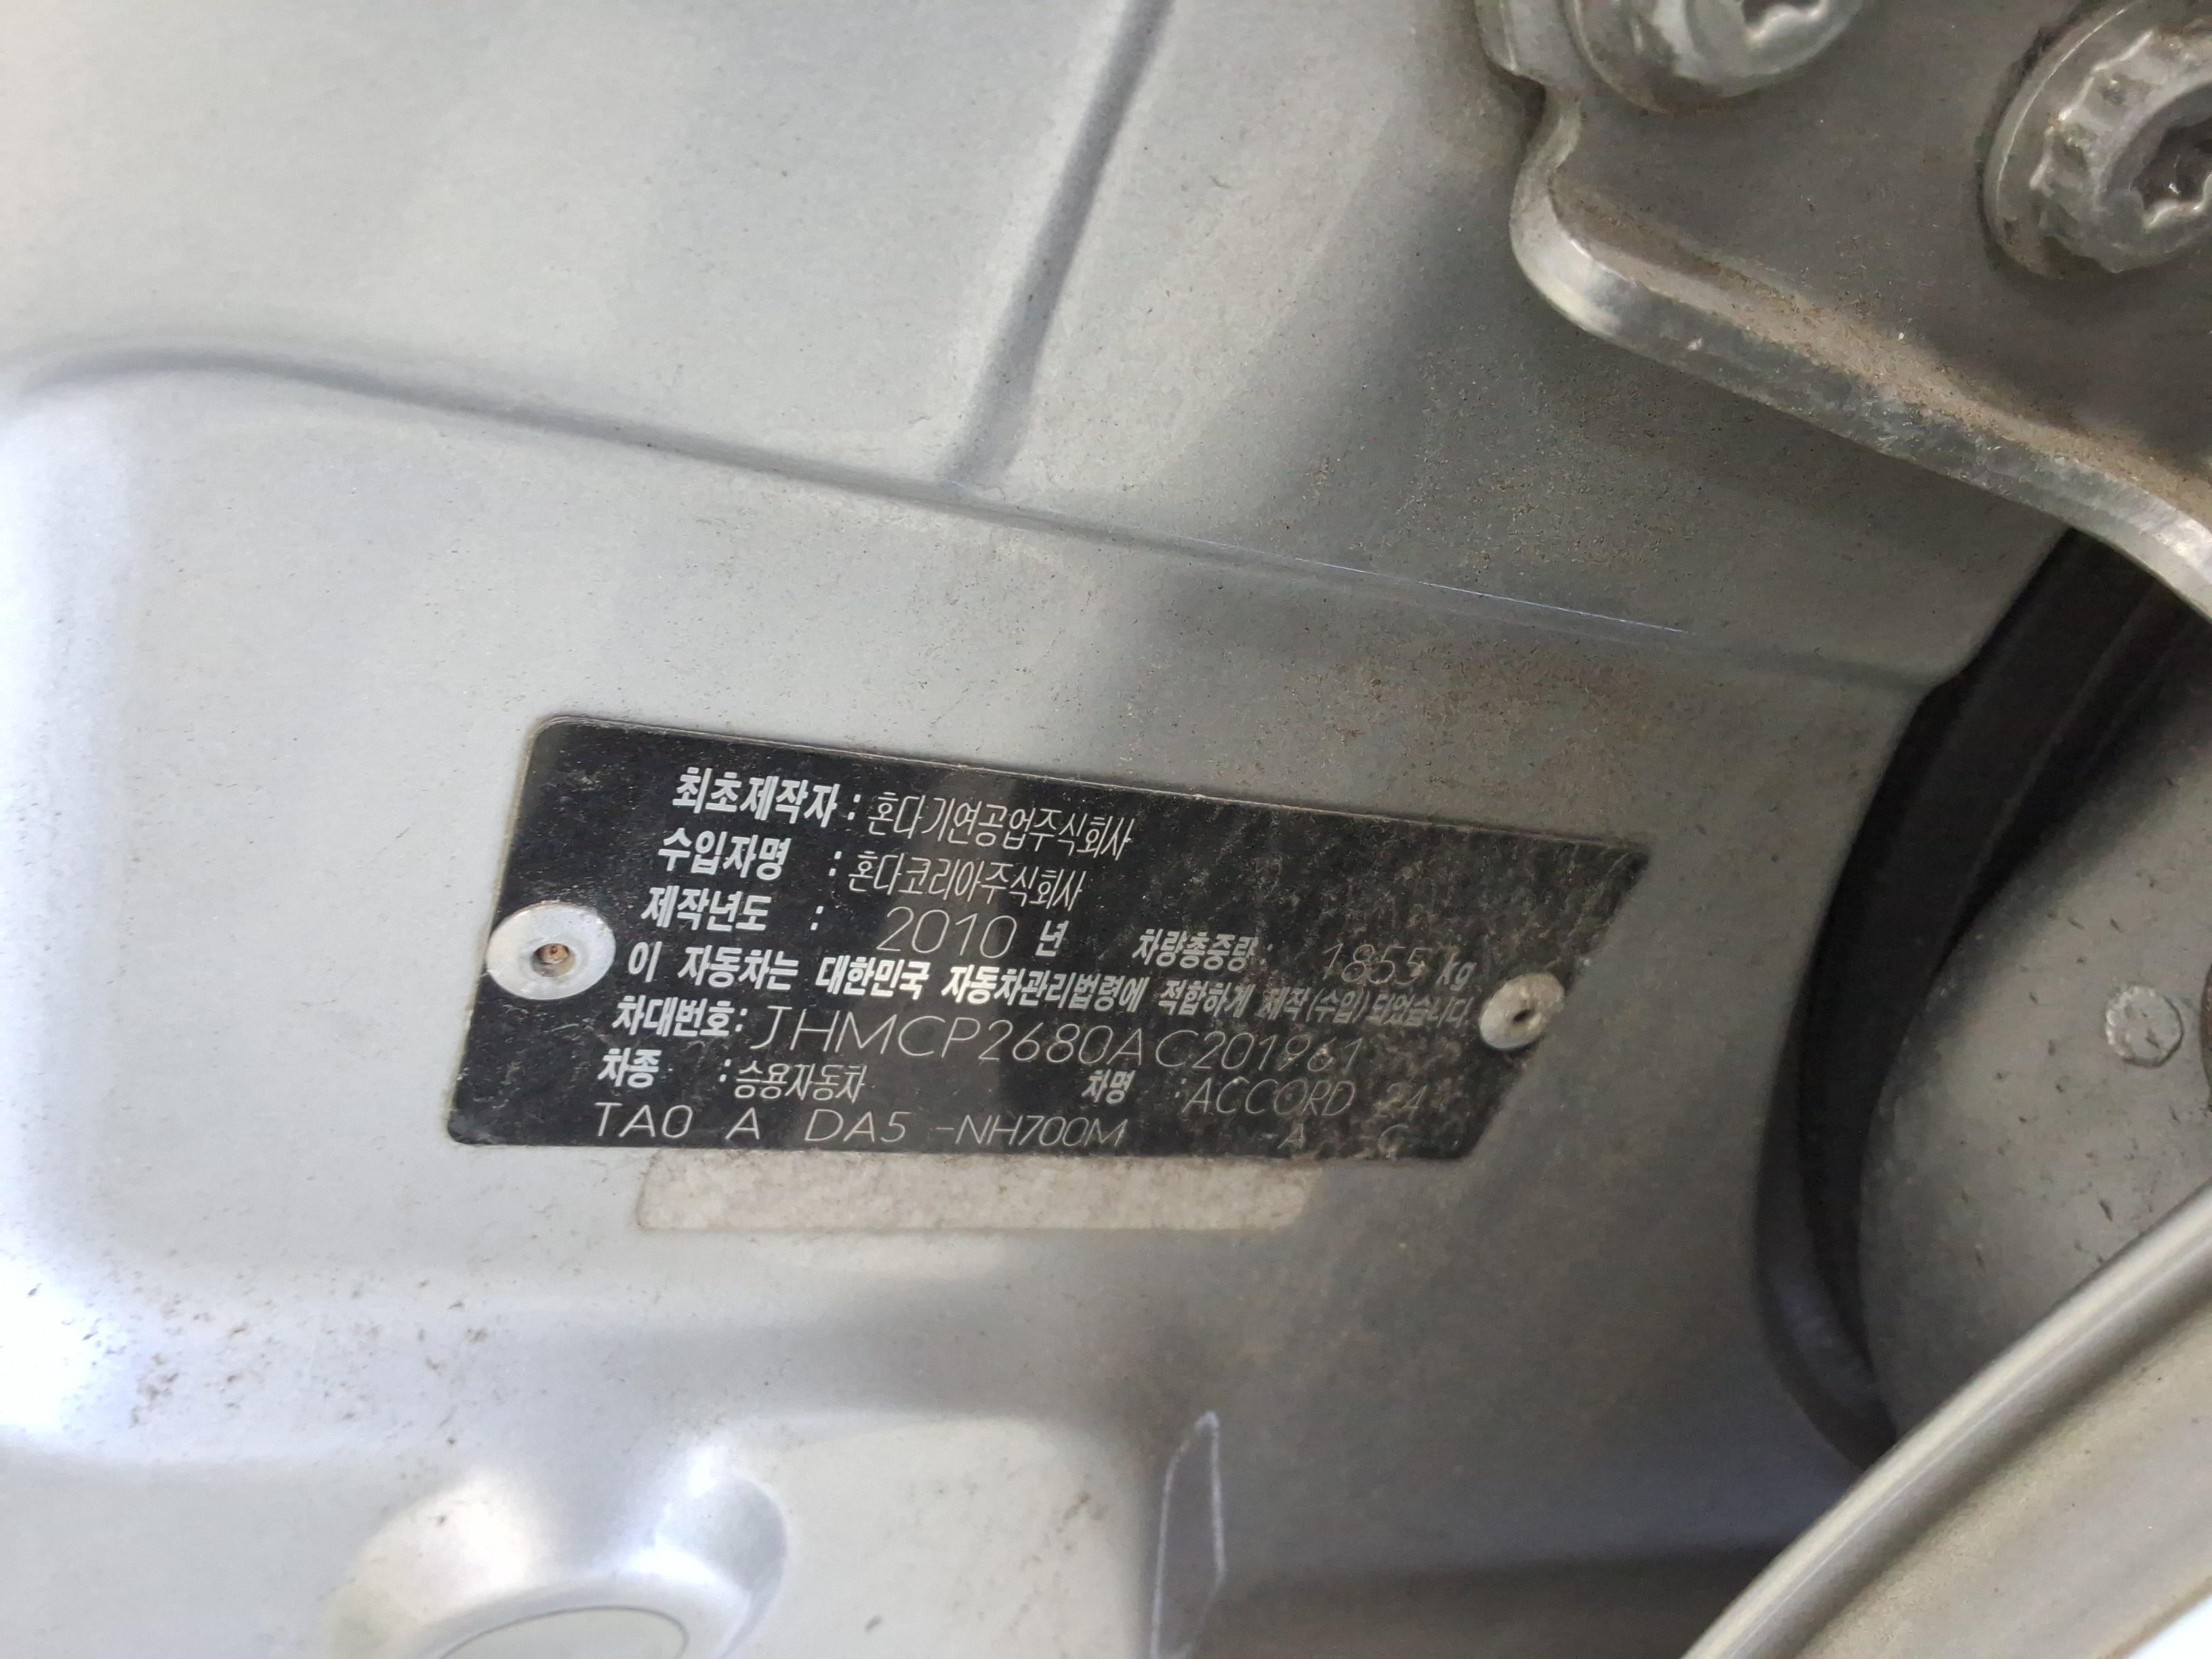 최초제작자 : 혼다기연공업주식회사
수입자명 : 혼다코리아주식회사
제작년도 : 2010 년 차량총중량 : 1855 kg
이 자동차는 대한민국 자동차관리법령에 적합하게 제작(수입)되었습니다.
차대번호: JHMCP2680AC201961
차종 : 승용자동차 차명 : ACCORD 24
TA0 A DA5 -NH700M -A -C